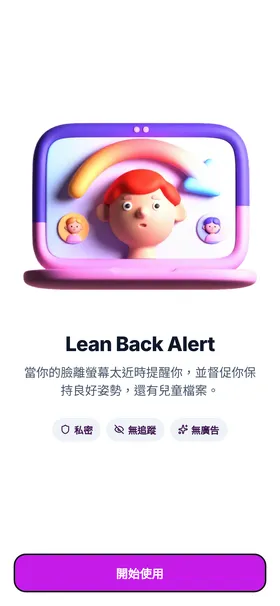 Lean Back Alert
當你的臉離螢幕太近時提醒你，並督促你保
持良好姿勢，還有兒童檔案。
私密
無追蹤
無廣告
開始使用